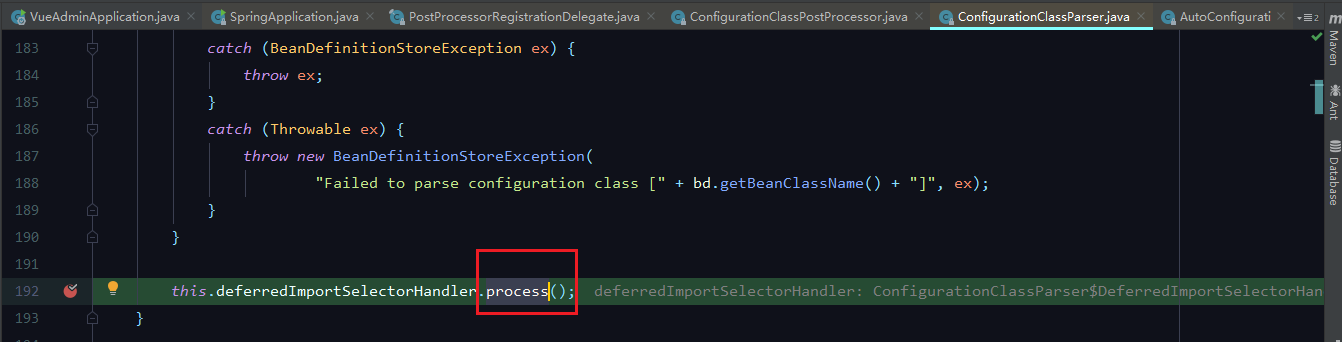 VueAdminApplication.java × SpringApplication.java × PostProcessorRegistrationDelegate.java × ConfigurationClassPostProcessor.java × ConfigurationClassParser.java × AutoConfigurati × 2 m
183 catch (BeanDefinitionStoreException ex) {
184 throw ex;
185 }
186 catch (Throwable ex) {
187 throw new BeanDefinitionStoreException(
188 "Failed to parse configuration class [" + bd.getBeanClassName() + "]", ex);
189 }
190 }
191
192 this.deferredImportSelectorHandler.process(); deferredImportSelectorHandler: ConfigurationClassParser$DeferredImportSelectorHan
193 }
Maven
Ant
Database